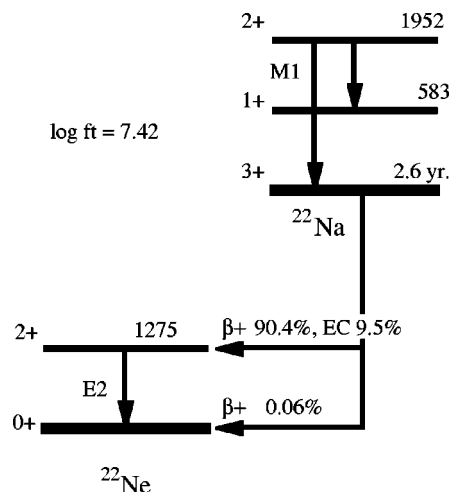 2+ 1952
M1
1+ 583
log ft = 7.42
3+ 2.6 yr.
²²Na
2+ 1275 β+ 90.4%, EC 9.5%
E2
0+ β+ 0.06%
²²Ne